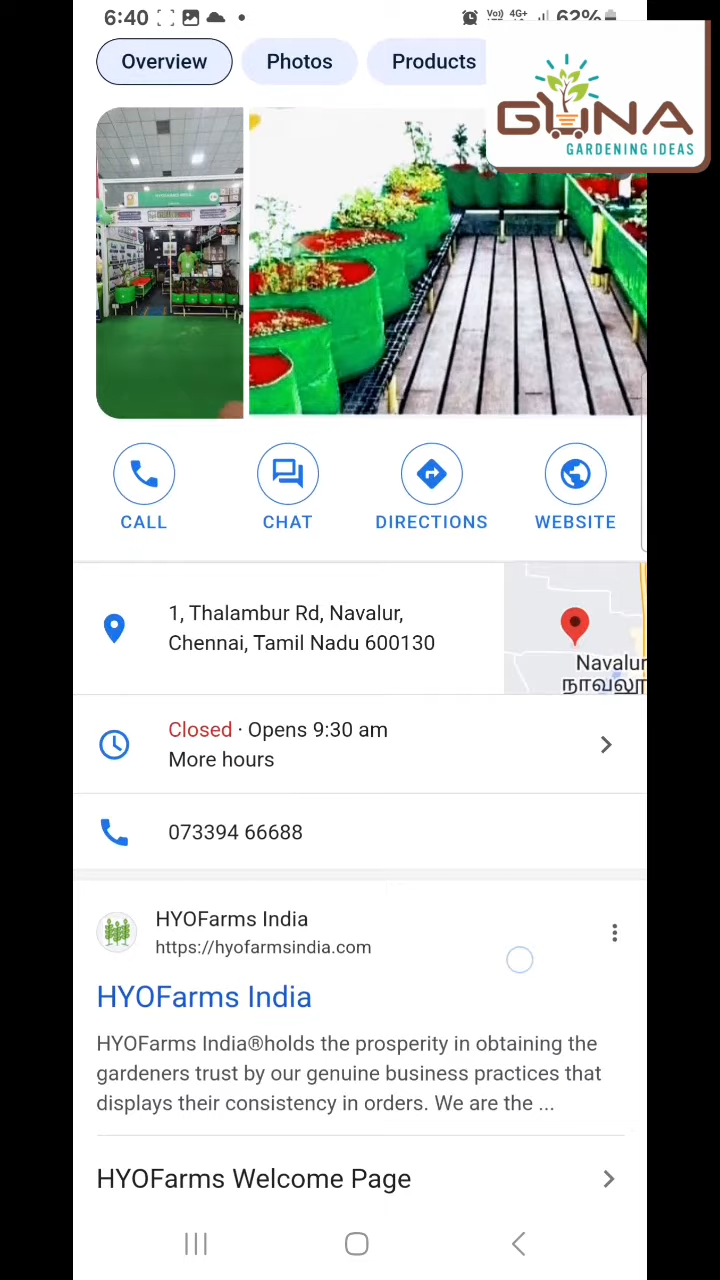 6:40
Vo)) 4G+ 62%
Overview
Photos
Products
GUNA
GARDENING IDEAS
CALL
CHAT
DIRECTIONS
WEBSITE
1, Thalambur Rd, Navalur,
Chennai, Tamil Nadu 600130
Navalur
நாவலூ
Closed · Opens 9:30 am
More hours
073394 66688
HYOFarms India
https://hyofarmsindia.com
HYOFarms India
HYOFarms India®holds the prosperity in obtaining the
gardeners trust by our genuine business practices that
displays their consistency in orders. We are the ...
HYOFarms Welcome Page